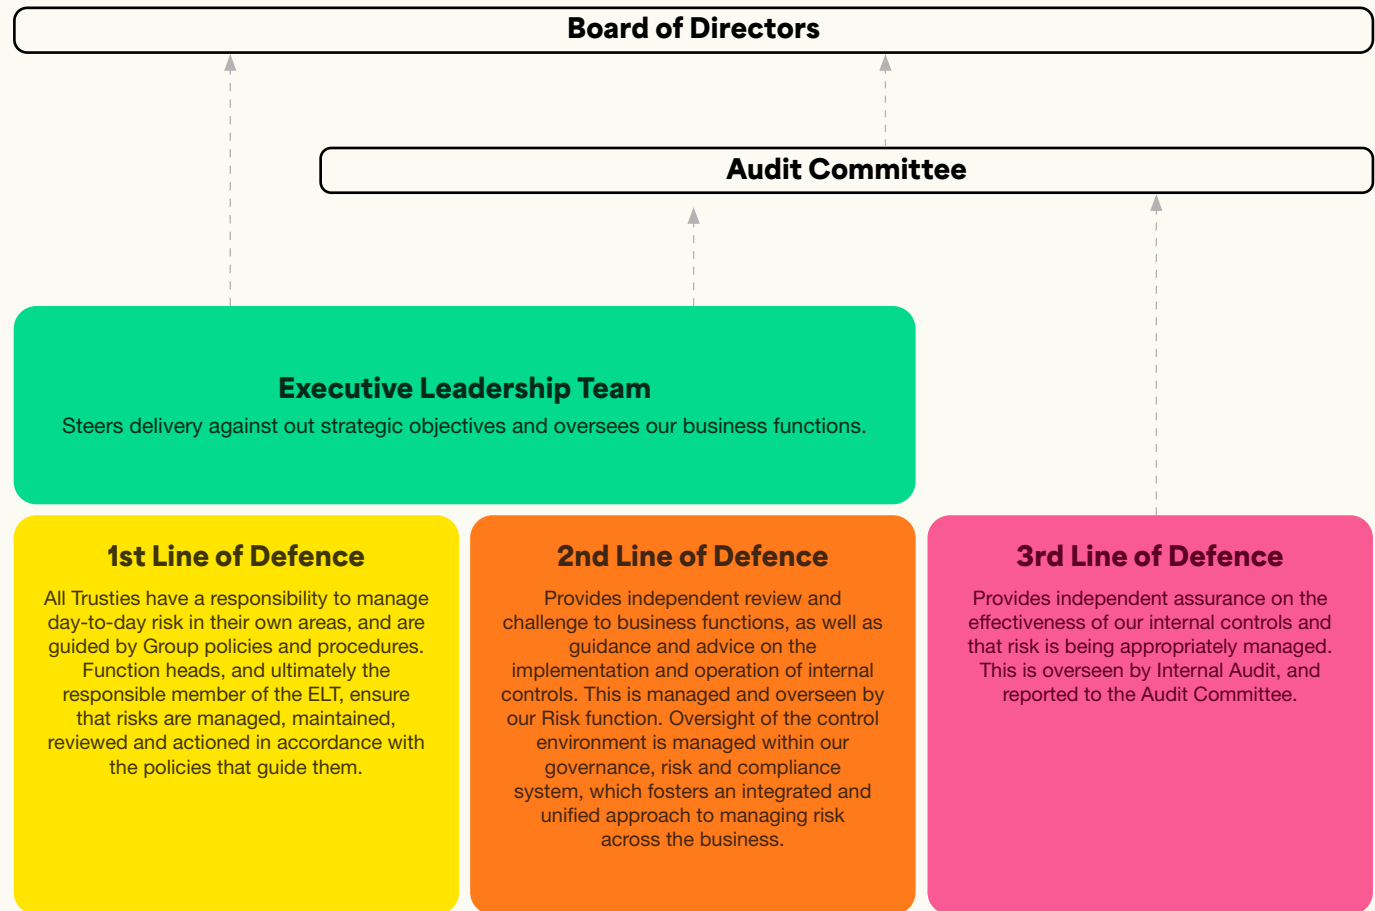 Board of Directors
Audit Committee
Executive Leadership Team
Steers delivery against out strategic objectives and oversees our business functions.
1st Line of Defence
All Trusties have a responsibility to manage
day-to-day risk in their own areas, and are
guided by Group policies and procedures.
Function heads, and ultimately the
responsible member of the ELT, ensure
that risks are managed, maintained,
reviewed and actioned in accordance with
the policies that guide them.
2nd Line of Defence
Provides independent review and
challenge to business functions, as well as
guidance and advice on the
implementation and operation of internal
controls. This is managed and overseen by
our Risk function. Oversight of the control
environment is managed within our
governance, risk and compliance
system, which fosters an integrated and
unified approach to managing risk
across the business.
3rd Line of Defence
Provides independent assurance on the
effectiveness of our internal controls and
that risk is being appropriately managed.
This is overseen by Internal Audit, and
reported to the Audit Committee.